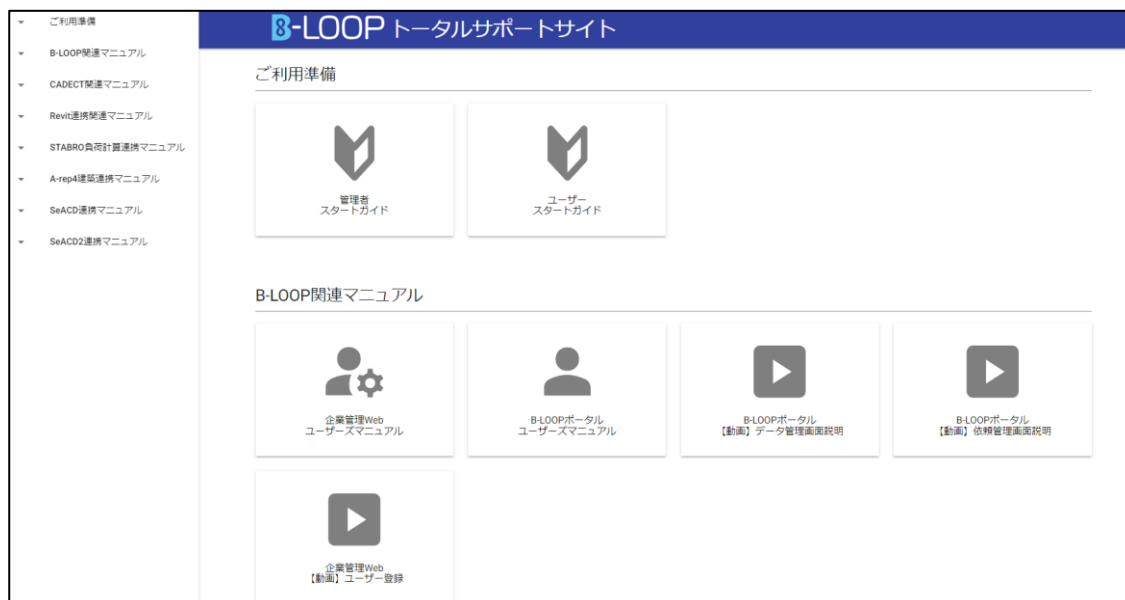 ご利用準備
B-LOOP関連マニュアル
CADECT関連マニュアル
Revit連携関連マニュアル
STABRO負荷計算連携マニュアル
A-rep4建築連携マニュアル
SeACD連携マニュアル
SeACD2連携マニュアル
B-LOOP トータルサポートサイト
ご利用準備
管理者
スタートガイド
ユーザー
スタートガイド
B-LOOP関連マニュアル
企業管理Web
ユーザーズマニュアル
B-LOOPポータル
ユーザーズマニュアル
B-LOOPポータル
【動画】データ管理画面説明
B-LOOPポータル
【動画】依頼管理画面説明
企業管理Web
【動画】ユーザー登録